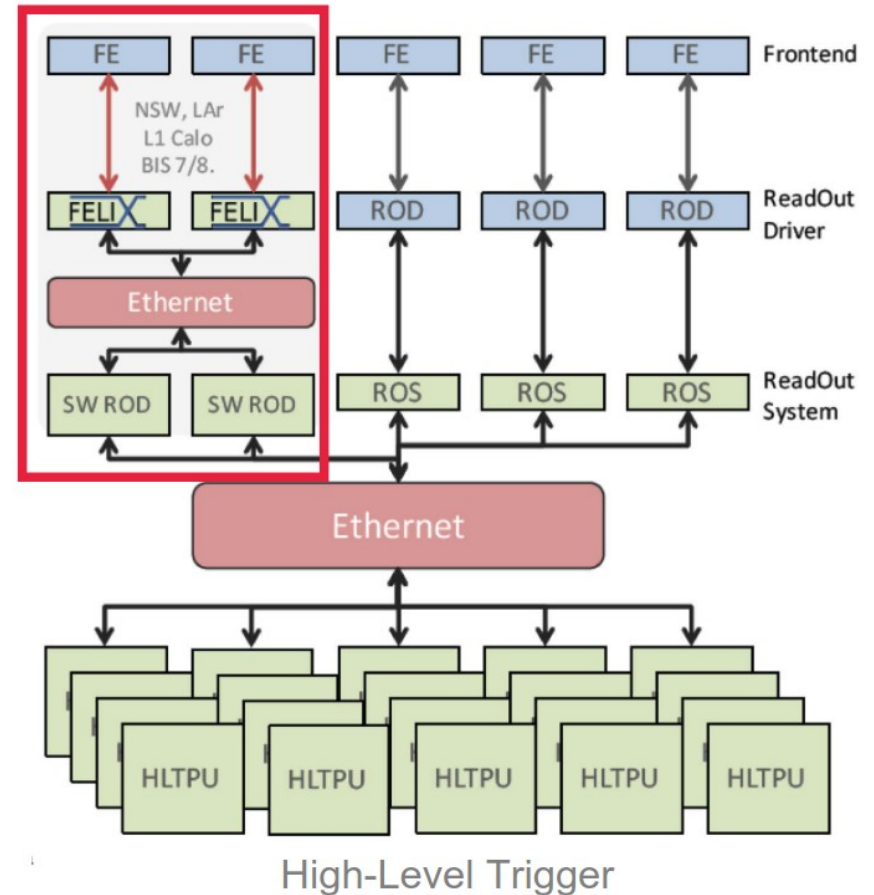 FE FE FE FE FE Frontend
NSW, LAr
L1 Calo
BIS 7/8.
FELIX FELIX ROD ROD ROD ReadOut
Driver
Ethernet
SW ROD SW ROD ROS ROS ROS ReadOut
System
Ethernet
HLTPU HLTPU HLTPU HLTPU HLTPU
High-Level Trigger